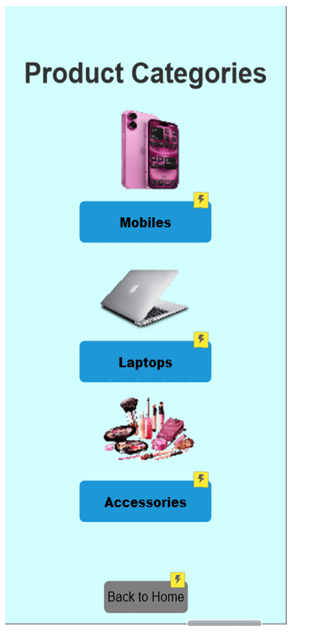 Product Categories
Mobiles
Laptops
Accessories
Back to Home